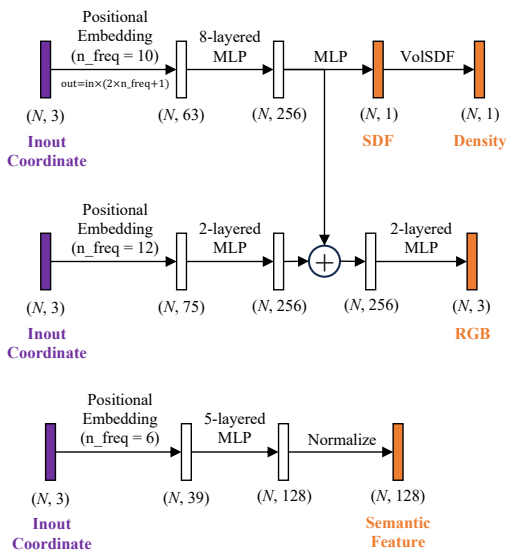 Positional
Embedding
(n_freq = 10)
out=in×(2×n_freq+1)
8-layered
MLP
MLP
VolSDF
(N, 3)
(N, 63)
(N, 256)
(N, 1)
(N, 1)
Inout
Coordinate
SDF
Density
Positional
Embedding
(n_freq = 12)
2-layered
MLP
+
2-layered
MLP
(N, 3)
(N, 75)
(N, 256)
(N, 256)
(N, 3)
Inout
Coordinate
RGB
Positional
Embedding
(n_freq = 6)
5-layered
MLP
Normalize
(N, 3)
(N, 39)
(N, 128)
(N, 128)
Inout
Coordinate
Semantic
Feature